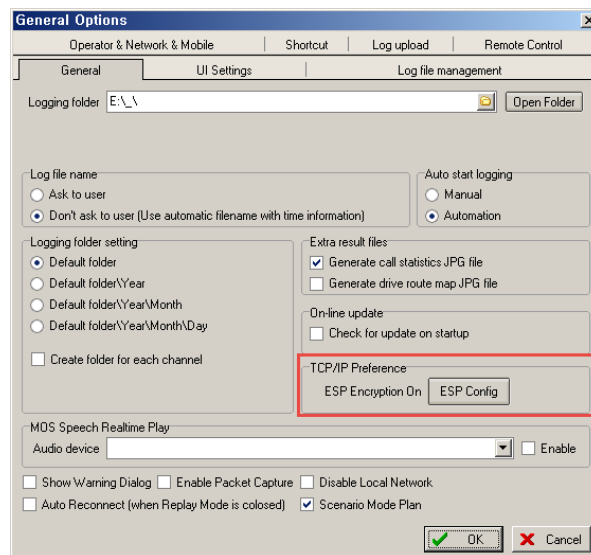 General Options
Operator & Network & Mobile Shortcut Log upload Remote Control
General UI Settings Log file management
Logging folder E:\_\ Open Folder
Log file name Auto start logging
Ask to user Manual
Don't ask to user (Use automatic filename with time information) Automation
Logging folder setting Extra result files
Default folder Generate call statistics JPG file
Default folder\Year Generate drive route map JPG file
Default folder\Year\Month
On-line update
Default folder\Year\Month\Day Check for update on startup
Create folder for each channel
TCP/IP Preference
ESP Encryption On ESP Config
MOS Speech Realtime Play
Audio device Enable
Show Warning Dialog Enable Packet Capture Disable Local Network
Auto Reconnect (when Replay Mode is colosed) Scenario Mode Plan
OK Cancel